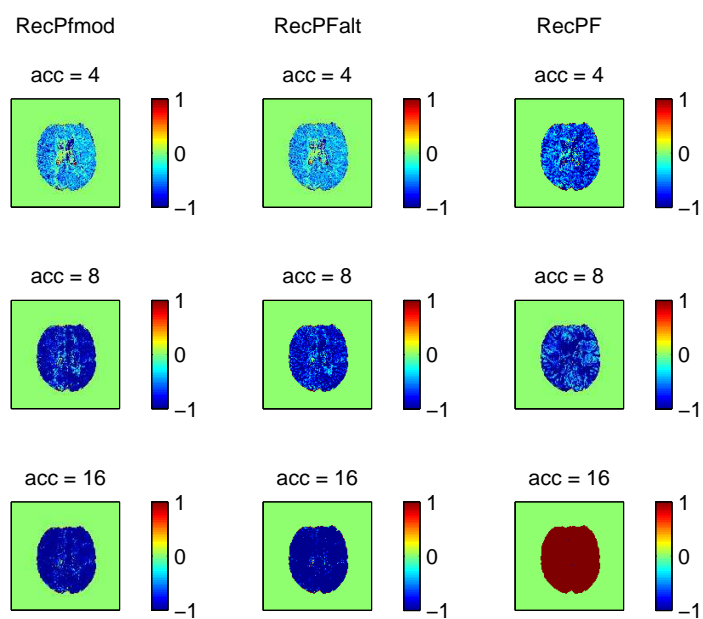 RecPfmod RecPFalt RecPF
acc = 4 acc = 4 acc = 4
1 1 1
0 0 0
−1 −1 −1
acc = 8 acc = 8 acc = 8
1 1 1
0 0 0
−1 −1 −1
acc = 16 acc = 16 acc = 16
1 1 1
0 0 0
−1 −1 −1